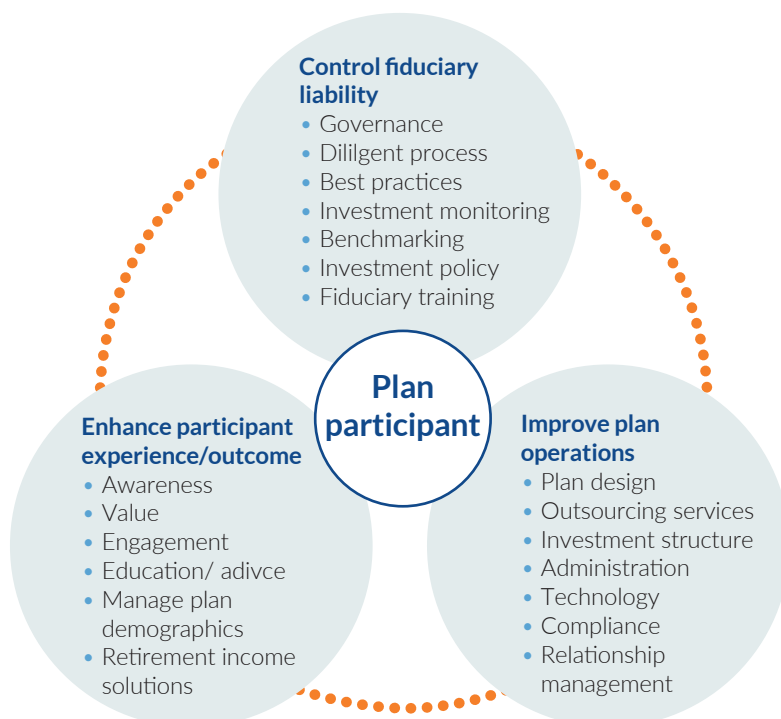 Control fiduciary
liability
• Governance
• Dililgent process
• Best practices
• Investment monitoring
• Benchmarking
• Investment policy
• Fiduciary training
Plan
participant
Enhance participant
experience/outcome
• Awareness
• Value
• Engagement
• Education/ adivce
• Manage plan
demographics
• Retirement income
solutions
Improve plan
operations
• Plan design
• Outsourcing services
• Investment structure
• Administration
• Technology
• Compliance
• Relationship
management